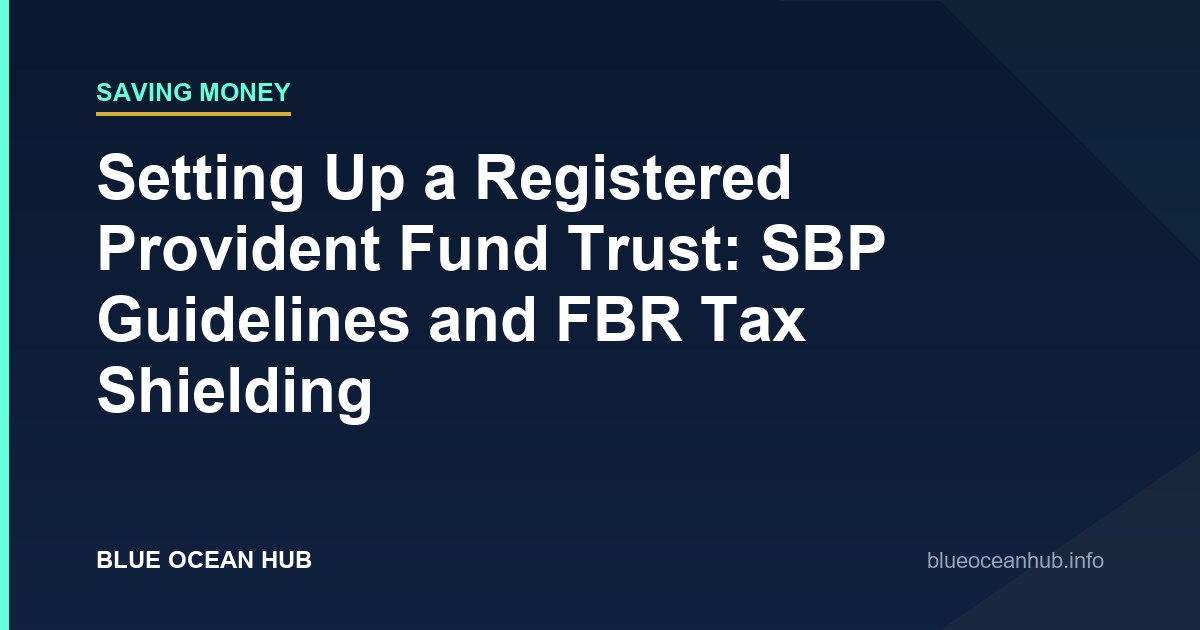 SAVING MONEY
Setting Up a Registered
Provident Fund Trust: SBP
Guidelines and FBR Tax
Shielding
BLUE OCEAN HUB
blueoceanhub.info